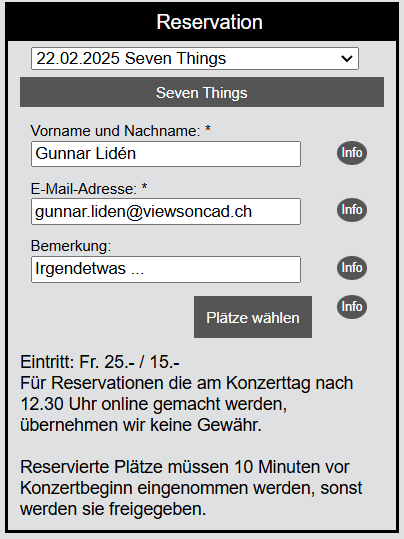 Reservation
22.02.2025 Seven Things
Seven Things
Vorname und Nachname: *
Gunnar Lidén
Info
E-Mail-Adresse: *
gunnar.liden@viewsoncad.ch
Info
Bemerkung:
Irgendetwas ...
Info
Plätze wählen
Info
Eintritt: Fr. 25.- / 15.-
Für Reservationen die am Konzerttag nach
12.30 Uhr online gemacht werden,
übernehmen wir keine Gewähr.
Reservierte Plätze müssen 10 Minuten vor
Konzertbeginn eingenommen werden, sonst
werden sie freigegeben.